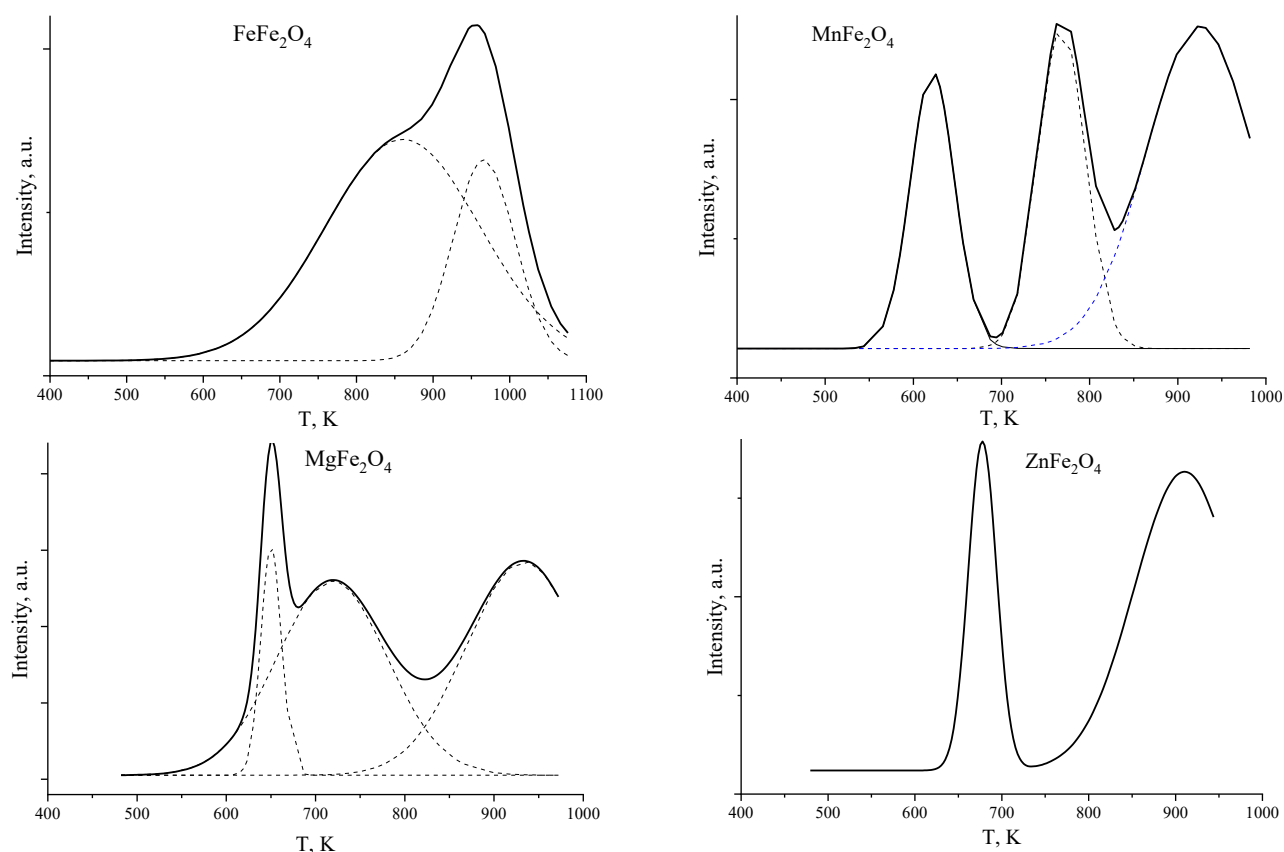 FeFe₂O₄
Intensity, a.u.
400 500 600 700 800 900 1000 1100
T, K
MnFe₂O₄
Intensity, a.u.
400 500 600 700 800 900 1000
T, K
MgFe₂O₄
Intensity, a.u.
400 500 600 700 800 900 1000
T, K
ZnFe₂O₄
Intensity, a.u.
400 500 600 700 800 900 1000
T, K